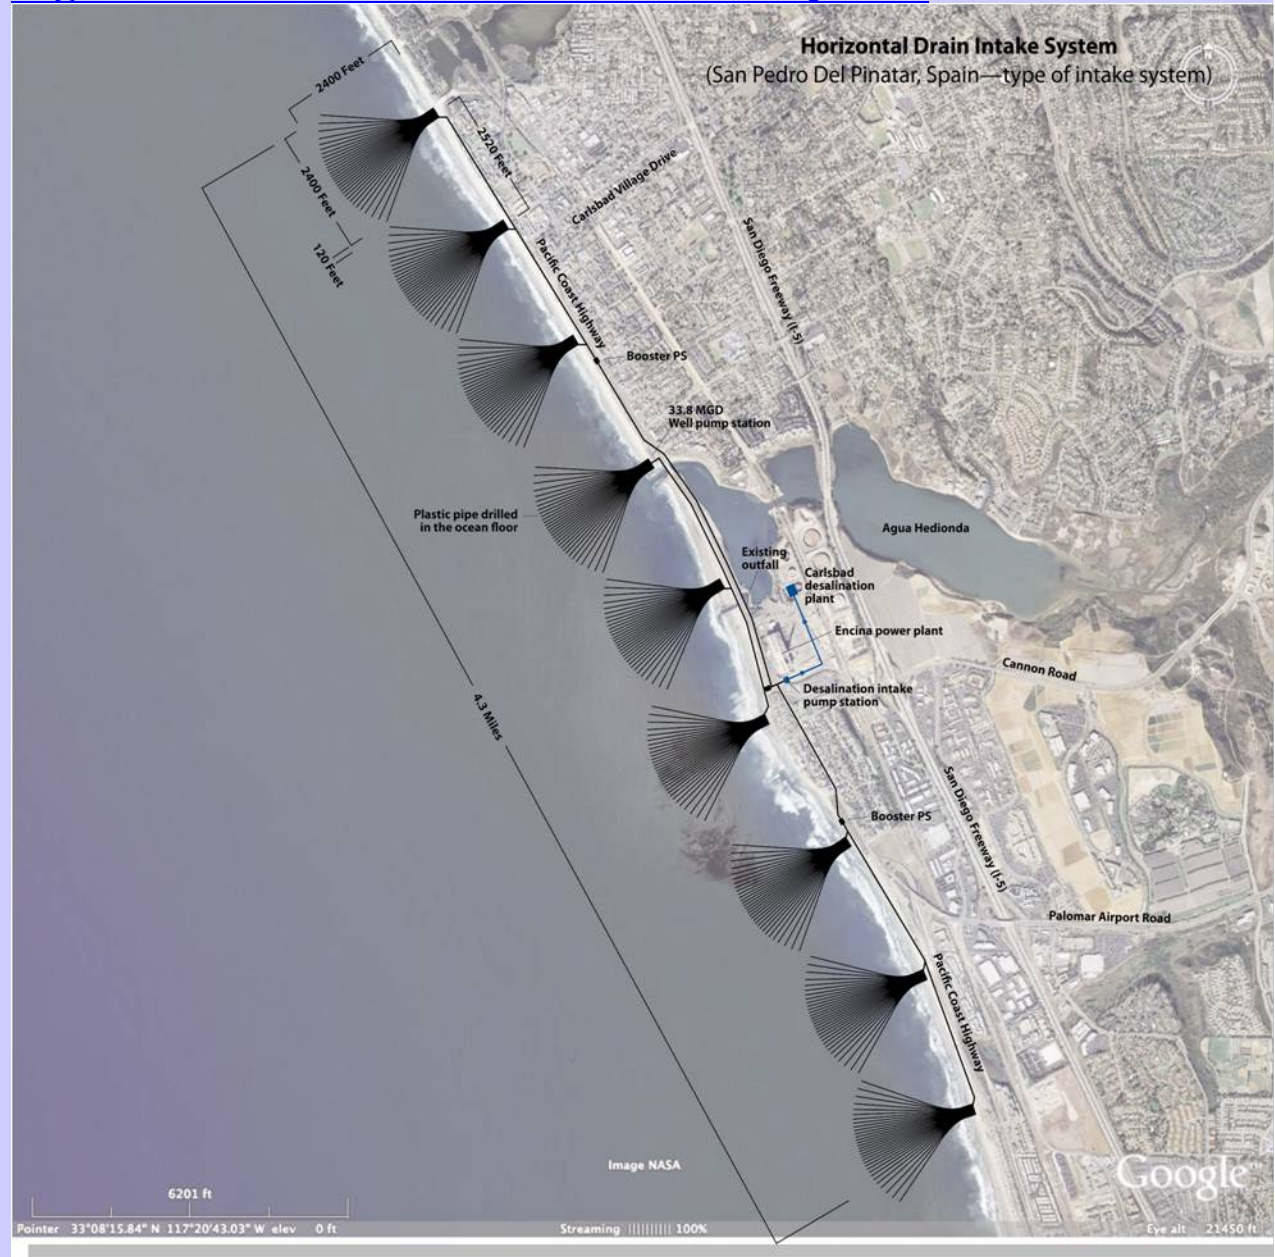 Horizontal Drain Intake System
(San Pedro Del Pinatar, Spain—type of intake system)
2400 Feet
2520 Feet
2400 Feet
120 Feet
Carlsbad Village Drive
San Diego Freeway (I-5)
Pacific Coast Highway
Booster PS
33.8 MGD
Well pump station
Plastic pipe drilled
in the ocean floor
Agua Hedionda
Existing
outfall
Carlsbad
desalination
plant
Encina power plant
Cannon Road
Desalination intake
pump station
4.3 Miles
San Diego Freeway (I-5)
Booster PS
Palomar Airport Road
Pacific Coast Highway
Image NASA
Google
6201 ft
Pointer 33°08'15.84" N 117°20'43.03" W elev 0 ft
Streaming |||||||||| 100%
Eye alt 21450 ft